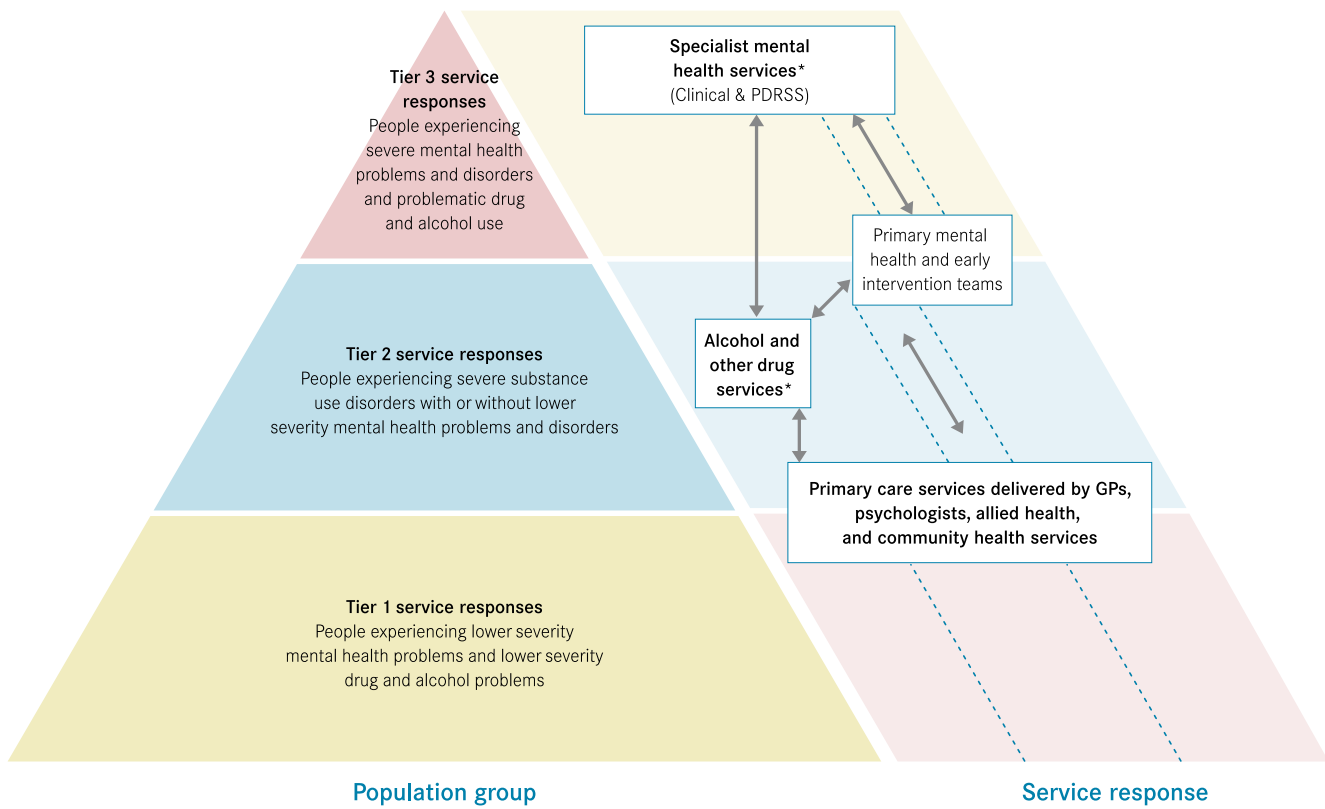 Tier 3 service
responses
People experiencing
severe mental health
problems and disorders
and problematic drug
and alcohol use
Tier 2 service responses
People experiencing severe substance
use disorders with or without lower
severity mental health problems and disorders
Tier 1 service responses
People experiencing lower severity
mental health problems and lower severity
drug and alcohol problems
Population group
Specialist mental
health services*
(Clinical & PDRSS)
Primary mental
health and early
intervention teams
Alcohol and
other drug
services*
Primary care services delivered by GPs,
psychologists, allied health,
and community health services
Service response